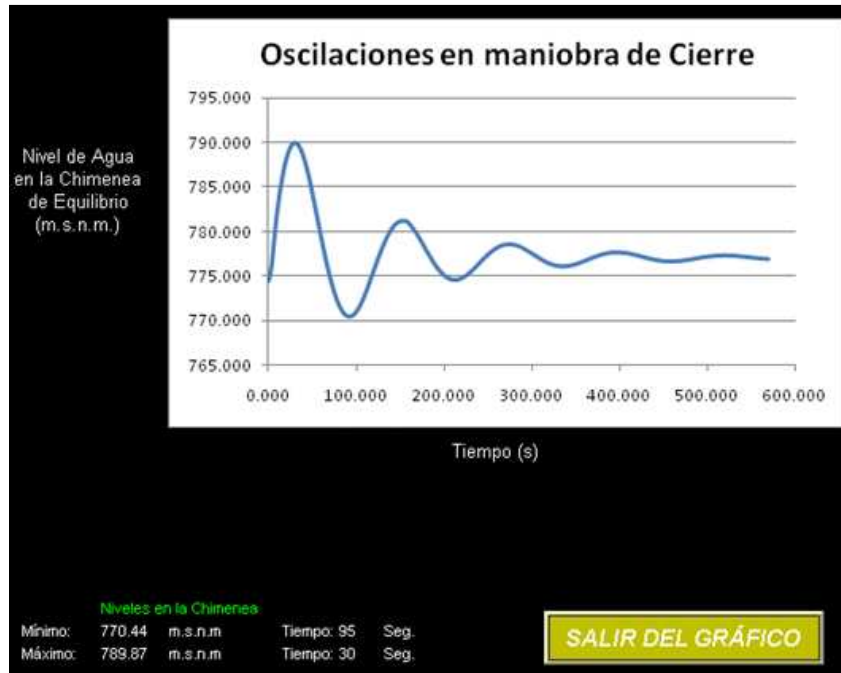 Oscilaciones en maniobra de Cierre
Nivel de Agua
en la Chimenea
de Equilibrio
(m.s.n.m.)
795.000
790.000
785.000
780.000
775.000
770.000
765.000
0.000 100.000 200.000 300.000 400.000 500.000 600.000
Tiempo (s)
Niveles en la Chimenea
Mínimo: 770.44 m.s.n.m Tiempo: 95 Seg.
Máximo: 789.87 m.s.n.m Tiempo: 30 Seg.
SALIR DEL GRÁFICO